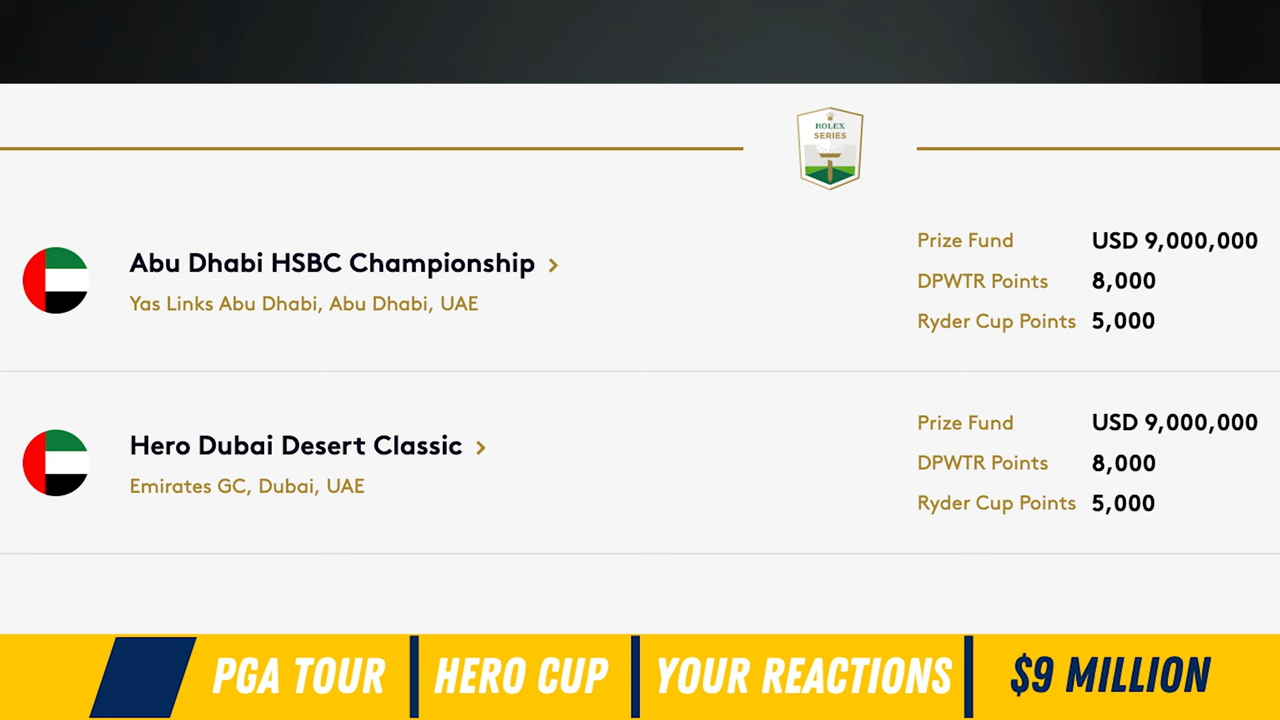 ROLEX
SERIES
Abu Dhabi HSBC Championship
Yas Links Abu Dhabi, Abu Dhabi, UAE
Prize Fund USD 9,000,000
DPWTR Points 8,000
Ryder Cup Points 5,000
Hero Dubai Desert Classic
Emirates GC, Dubai, UAE
Prize Fund USD 9,000,000
DPWTR Points 8,000
Ryder Cup Points 5,000
PGA TOUR HERO CUP YOUR REACTIONS $9 MILLION